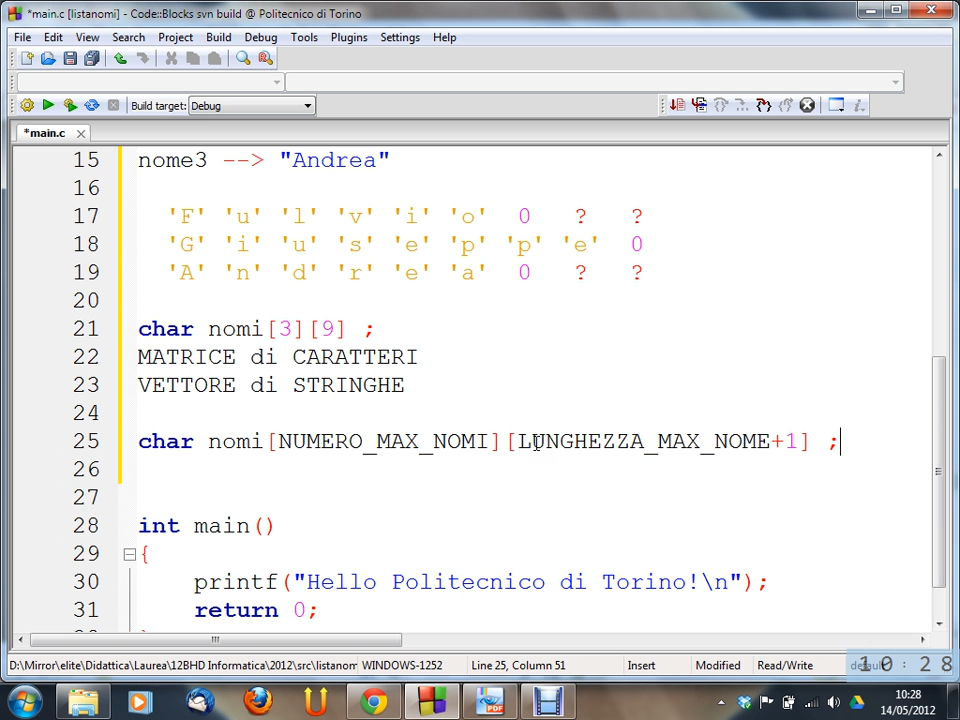 *main.c [listanomi] - Code::Blocks svn build @ Politecnico di Torino
File Edit View Search Project Build Debug Tools Plugins Settings Help
Build target: Debug
*main.c
15 nome3 --> "Andrea"
16
17 'F' 'u' 'l' 'v' 'i' 'o' 0 ? ?
18 'G' 'i' 'u' 's' 'e' 'p' 'p' 'e' 0
19 'A' 'n' 'd' 'r' 'e' 'a' 0 ? ?
20
21 char nomi[3][9] ;
22 MATRICE di CARATTERI
23 VETTORE di STRINGHE
24
25 char nomi[NUMERO_MAX_NOMI][LUNGHEZZA_MAX_NOME+1] ;
26
27
28 int main()
29 {
30 printf("Hello Politecnico di Torino!\n");
31 return 0;
D:\Mirror\elite\Didattica\Laurea\12BHD Informatica\2012\src\listanom WINDOWS-1252 Line 25, Column 51 Insert Modified Read/Write
10:28
PDF
10:28
14/05/2012